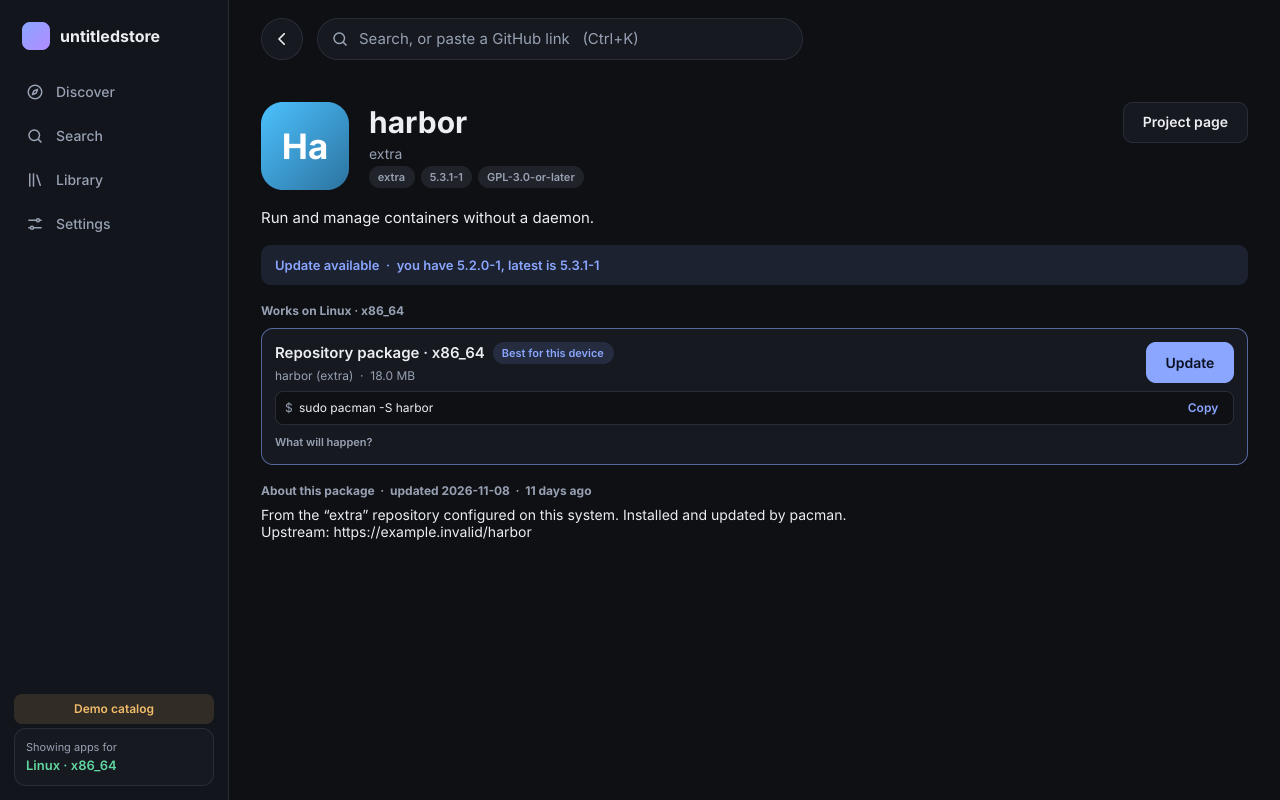 untitledstore
Discover
Search
Library
Settings
Demo catalog
Showing apps for
Linux · x86_64
Search, or paste a GitHub link (Ctrl+K)
Ha
harbor
extra
extra 5.3.1-1 GPL-3.0-or-later
Project page
Run and manage containers without a daemon.
Update available · you have 5.2.0-1, latest is 5.3.1-1
Works on Linux · x86_64
Repository package · x86_64 Best for this device
harbor (extra) · 18.0 MB
Update
$ sudo pacman -S harbor
Copy
What will happen?
About this package · updated 2026-11-08 · 11 days ago
From the “extra” repository configured on this system. Installed and updated by pacman.
Upstream: https://example.invalid/harbor